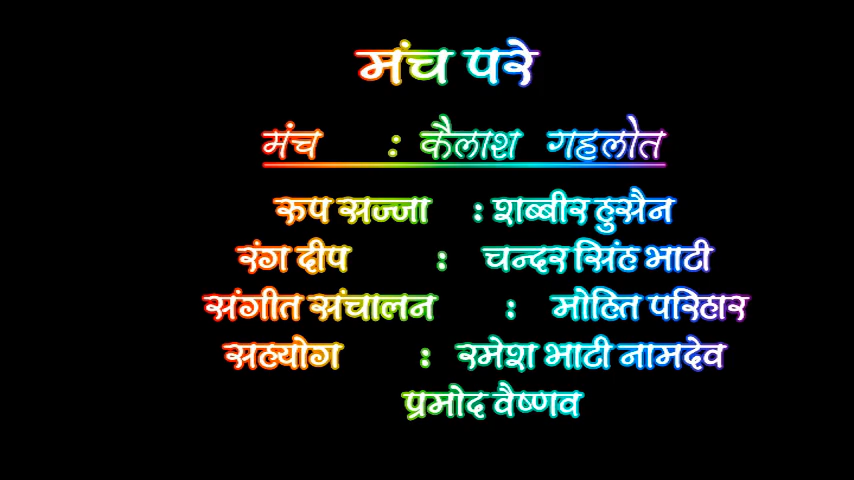 मंच परे
मंच : कैलाश गहलोत
रुप सज्जा : शब्बीर हुसैन
रंग दीप : चन्दर सिंह भाटी
संगीत संचालन : मोहित परिहार
सहयोग : रमेश भाटी नामदेव
प्रमोद वैष्णव